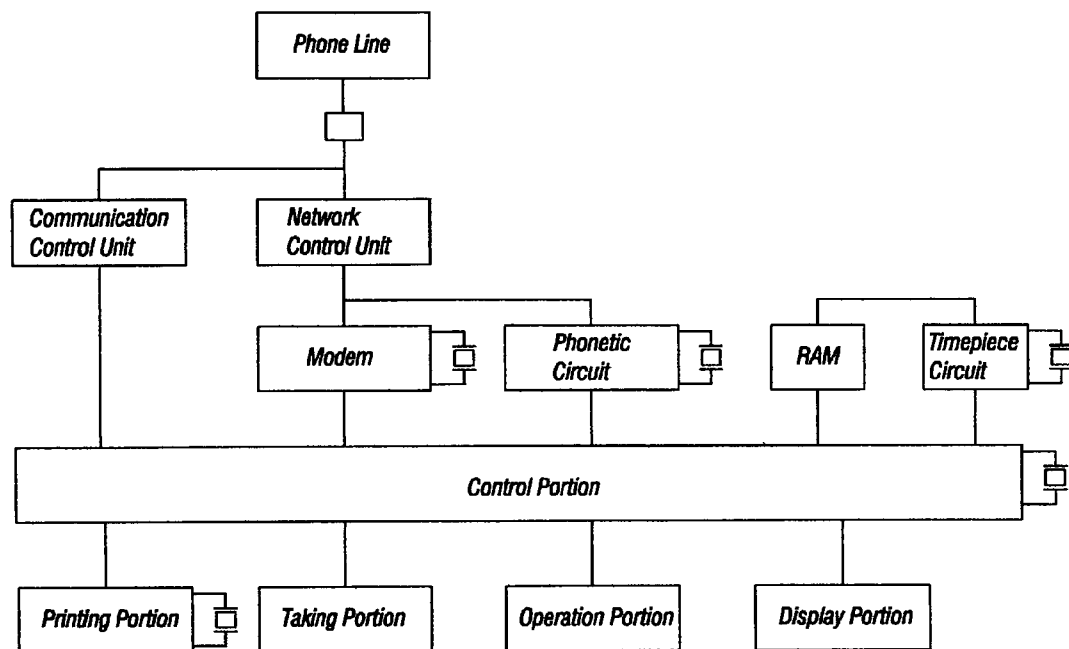 Phone Line
Communication
Control Unit
Network
Control Unit
Modem
Phonetic
Circuit
RAM
Timepiece
Circuit
Control Portion
Printing Portion
Taking Portion
Operation Portion
Display Portion